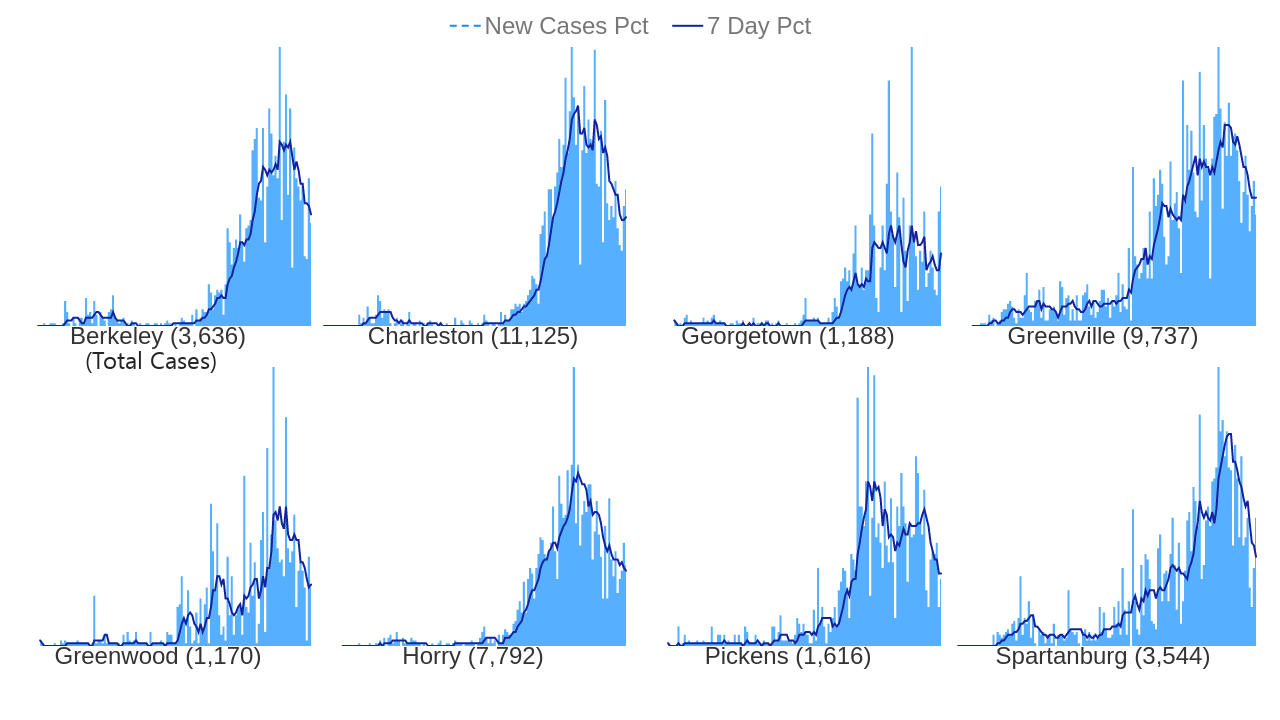 New Cases Pct 7 Day Pct
Berkeley (3,636) Charleston (11,125) Georgetown (1,188) Greenville (9,737)
(Total Cases)
Greenwood (1,170) Horry (7,792) Pickens (1,616) Spartanburg (3,544)